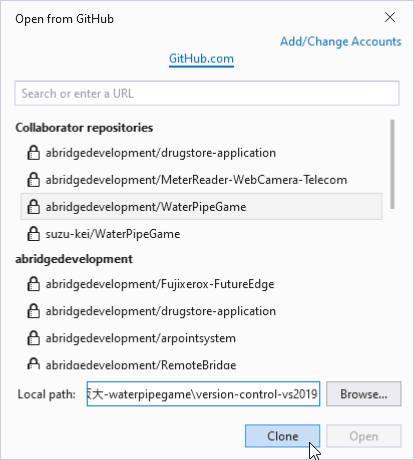 Open from GitHub
Add/Change Accounts
GitHub.com
Search or enter a URL
Collaborator repositories
abridgedevelopment/drugstore-application
abridgedevelopment/MeterReader-WebCamera-Telecom
abridgedevelopment/WaterPipeGame
suzu-kei/WaterPipeGame
abridgedevelopment
abridgedevelopment/Fujixerox-FutureEdge
abridgedevelopment/drugstore-application
abridgedevelopment/arpointsystem
abridgedevelopment/RemoteBridge
Local path: 大-waterpipegame\version-control-vs2019 Browse...
Clone Open